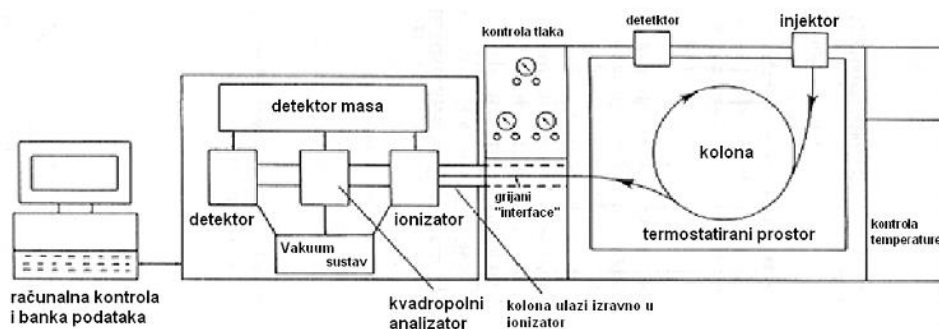 kontrola tlaka
detetktor
injektor
detektor masa
kolona
detektor
ionizator
grijani
"interface"
termostatirani prostor
kontrola
temperature
Vakuum
sustav
računalna kontrola
i banka podataka
kvadropolni
analizator
kolona ulazi izravno u
ionizator